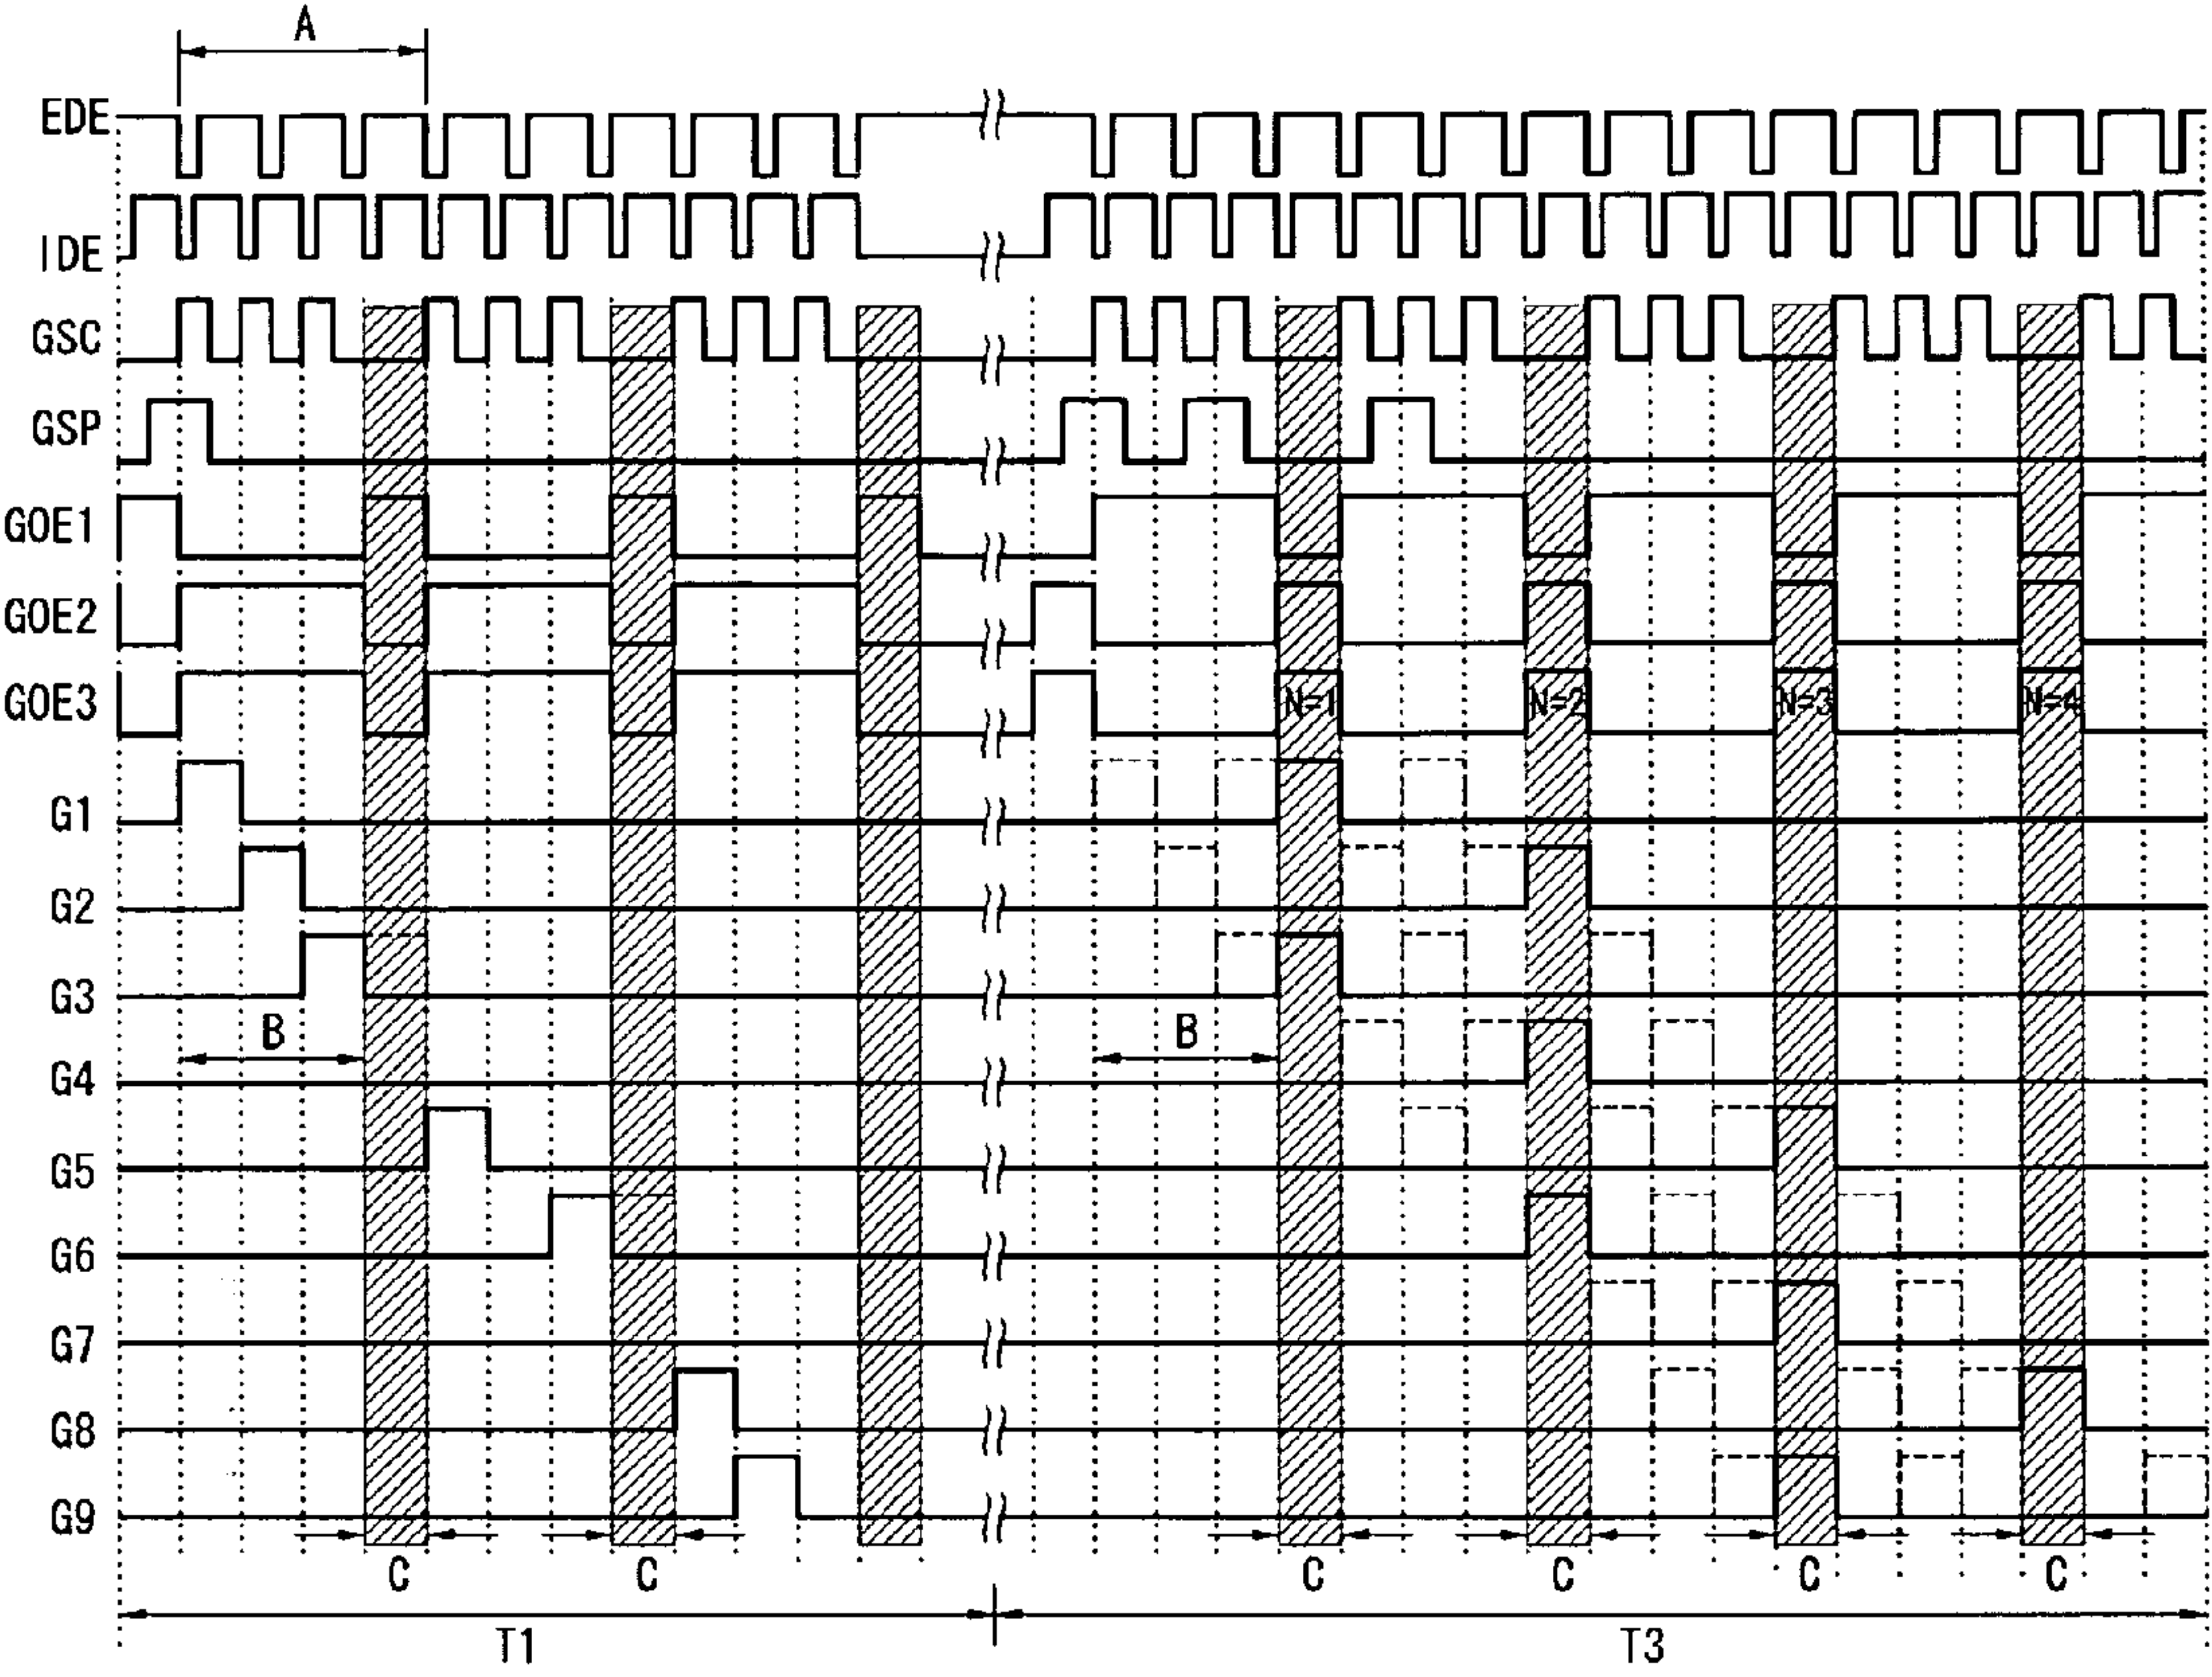 A
EDE
IDE
GSC
GSP
GOE1
GOE2
GOE3
N=1 N=2 N=3 N=4
G1
G2
G3
B B
G4
G5
G6
G7
G8
G9
C C C C C C
T1 T3